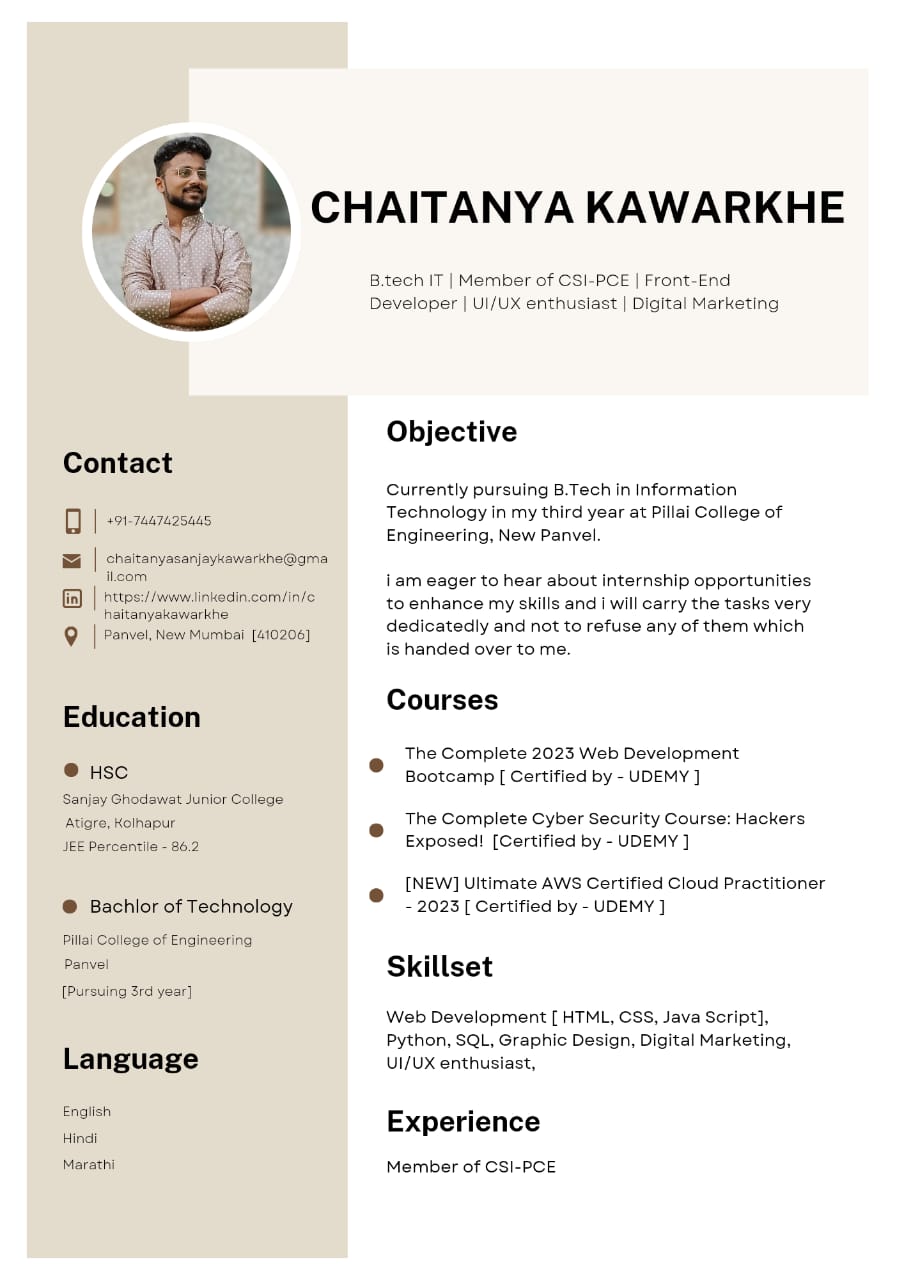 CHAITANYA KAWARKHE
B.tech IT | Member of CSI-PCE | Front-End
Developer | UI/UX enthusiast | Digital Marketing
Contact
+91-7447425445
chaitanyasanjaykawarkhe@gma
il.com
https://www.linkedin.com/in/c
haitanyakawarkhe
Panvel, New Mumbai [410206]
Education
HSC
Sanjay Ghodawat Junior College
Atigre, Kolhapur
JEE Percentile - 86.2
Bachlor of Technology
Pillai College of Engineering
Panvel
[Pursuing 3rd year]
Language
English
Hindi
Marathi
Objective
Currently pursuing B.Tech in Information
Technology in my third year at Pillai College of
Engineering, New Panvel.
i am eager to hear about internship opportunities
to enhance my skills and i will carry the tasks very
dedicatedly and not to refuse any of them which
is handed over to me.
Courses
The Complete 2023 Web Development
Bootcamp [ Certified by - UDEMY ]
The Complete Cyber Security Course: Hackers
Exposed! [Certified by - UDEMY ]
[NEW] Ultimate AWS Certified Cloud Practitioner
- 2023 [ Certified by - UDEMY ]
Skillset
Web Development [ HTML, CSS, Java Script],
Python, SQL, Graphic Design, Digital Marketing,
UI/UX enthusiast,
Experience
Member of CSI-PCE